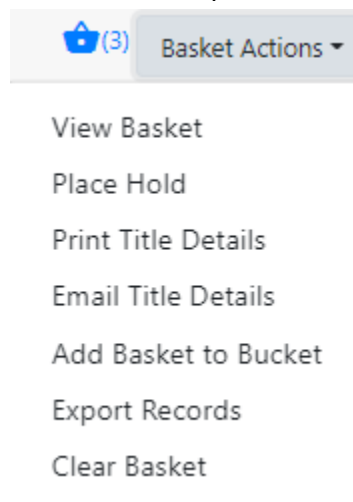 (3) Basket Actions
View Basket
Place Hold
Print Title Details
Email Title Details
Add Basket to Bucket
Export Records
Clear Basket